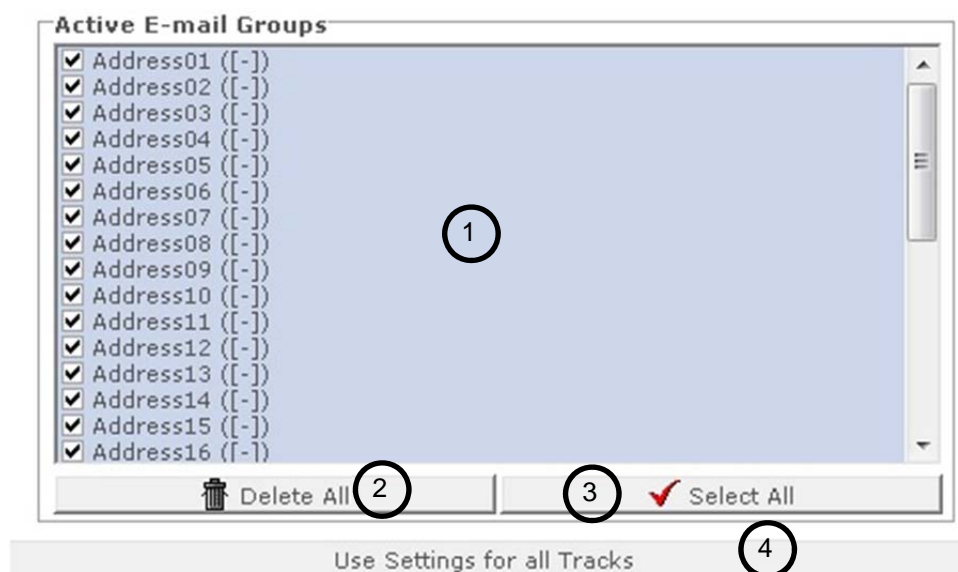 Active E-mail Groups
Address01 ([-])
Address02 ([-])
Address03 ([-])
Address04 ([-])
Address05 ([-])
Address06 ([-])
Address07 ([-])
1
Address08 ([-])
Address09 ([-])
Address10 ([-])
Address11 ([-])
Address12 ([-])
Address13 ([-])
Address14 ([-])
Address15 ([-])
Address16 ([-])
Delete All 2 3 Select All
Use Settings for all Tracks 4